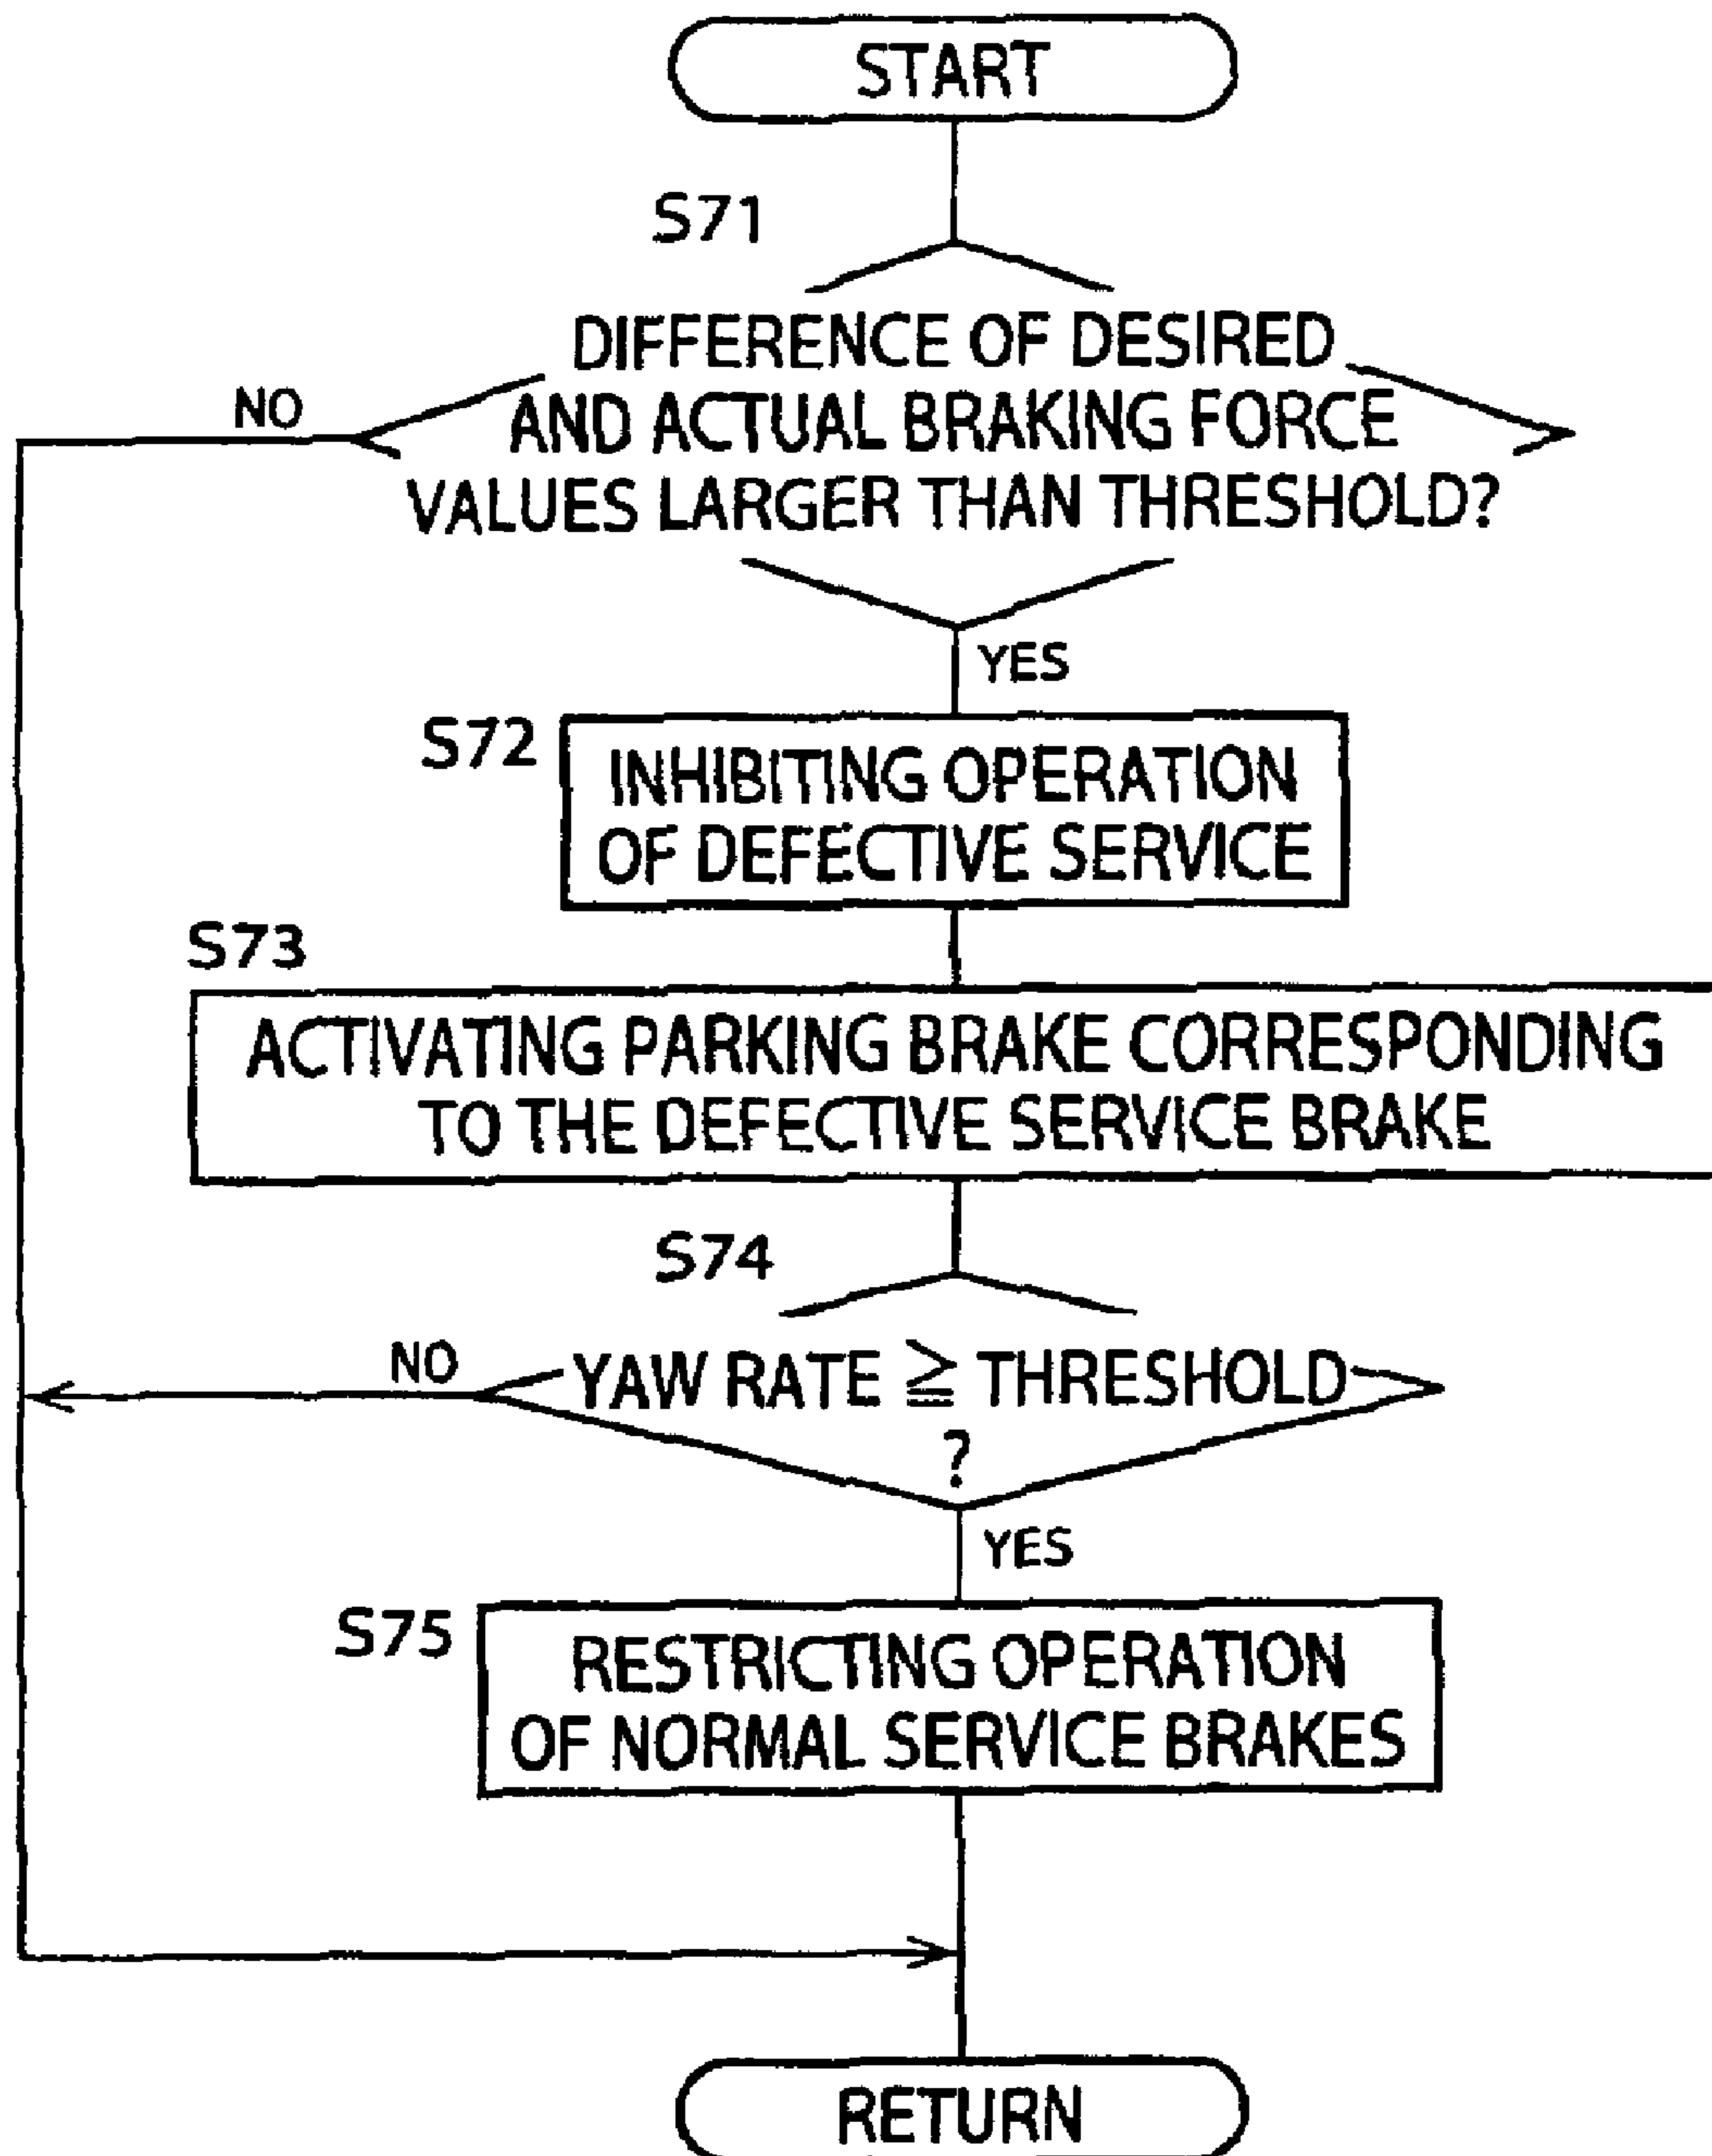 START
S71
DIFFERENCE OF DESIRED
AND ACTUAL BRAKING FORCE
VALUES LARGER THAN THRESHOLD?
NO
YES
S72
INHIBITING OPERATION
OF DEFECTIVE SERVICE
S73
ACTIVATING PARKING BRAKE CORRESPONDING
TO THE DEFECTIVE SERVICE BRAKE
S74
NO
YAW RATE ≧ THRESHOLD
?
YES
S75
RESTRICTING OPERATION
OF NORMAL SERVICE BRAKES
RETURN